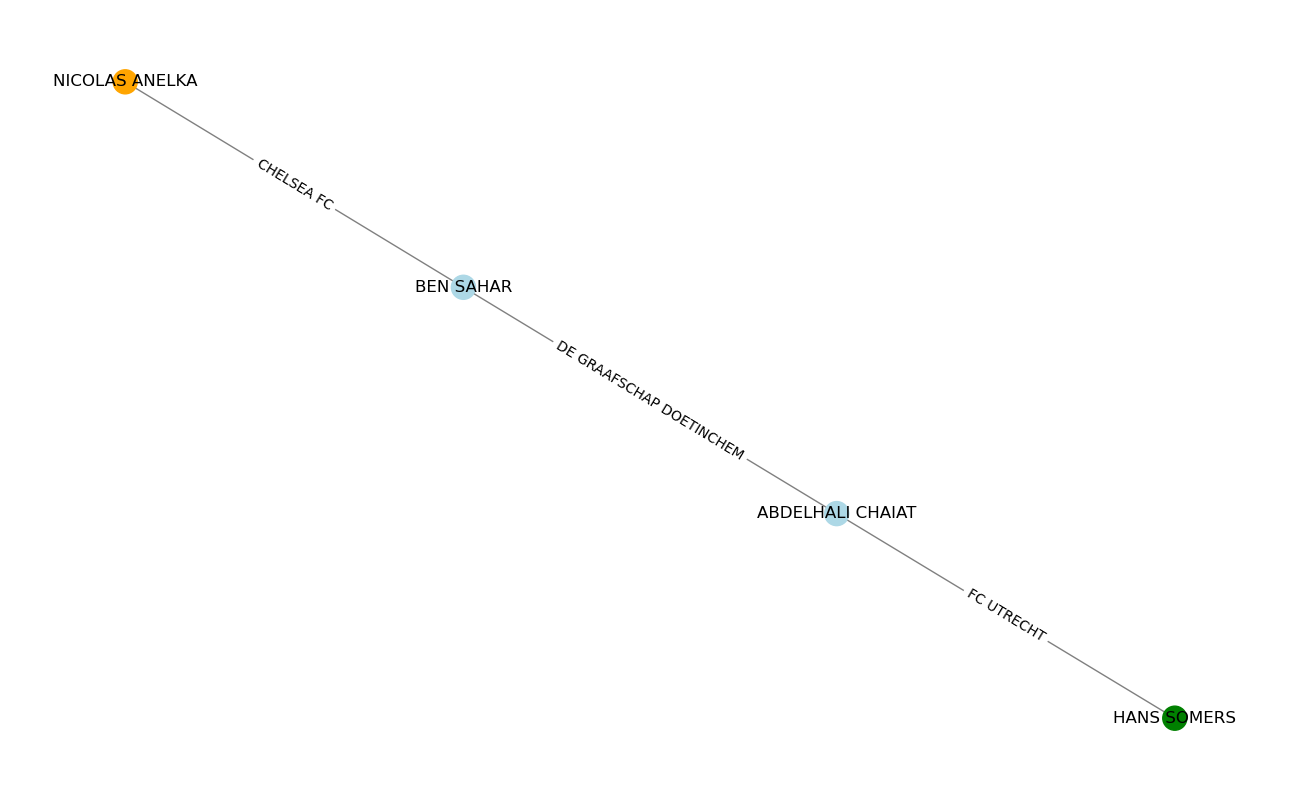 NICOLAS ANELKA
CHELSEA FC
BEN SAHAR
DE GRAAFSCHAP DOETINCHEM
ABDELHALI CHAIAT
FC UTRECHT
HANS SOMERS